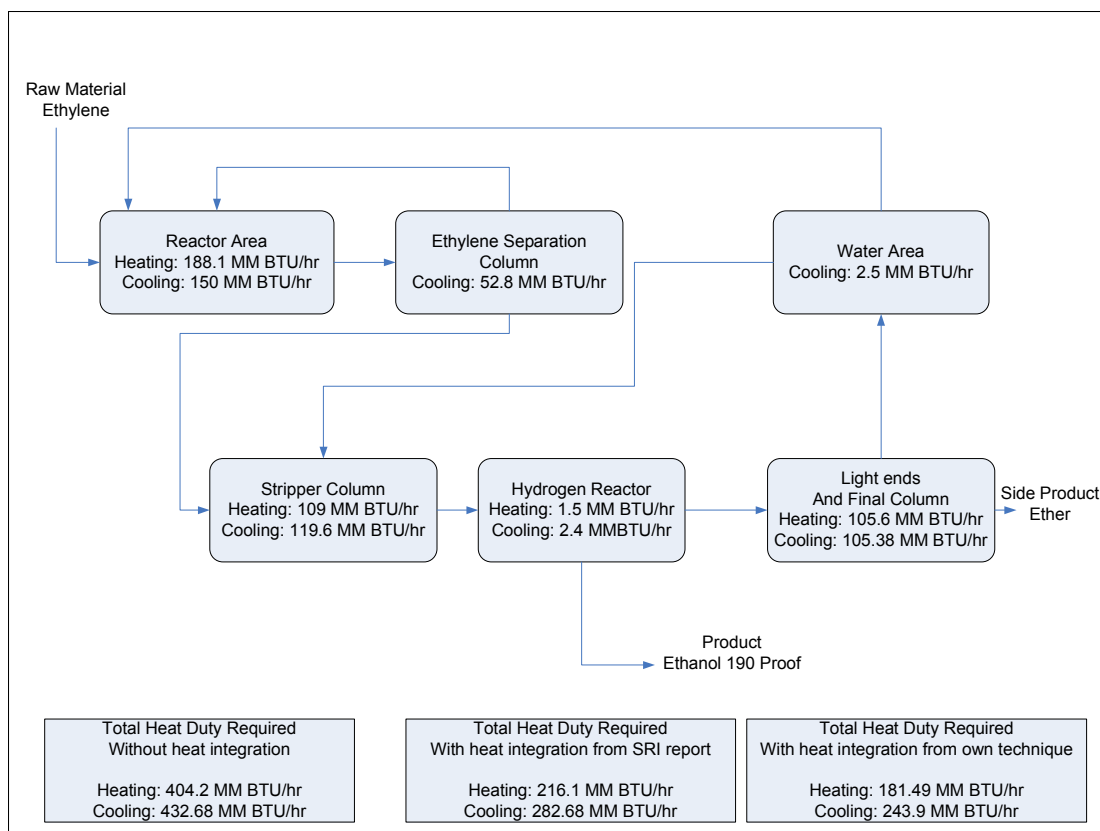 Raw Material
Ethylene
Reactor Area
Heating: 188.1 MM BTU/hr
Cooling: 150 MM BTU/hr
Ethylene Separation
Column
Cooling: 52.8 MM BTU/hr
Water Area
Cooling: 2.5 MM BTU/hr
Stripper Column
Heating: 109 MM BTU/hr
Cooling: 119.6 MM BTU/hr
Hydrogen Reactor
Heating: 1.5 MM BTU/hr
Cooling: 2.4 MMBTU/hr
Light ends
And Final Column
Heating: 105.6 MM BTU/hr
Cooling: 105.38 MM BTU/hr
Side Product
Ether
Product
Ethanol 190 Proof
Total Heat Duty Required
Without heat integration
Heating: 404.2 MM BTU/hr
Cooling: 432.68 MM BTU/hr
Total Heat Duty Required
With heat integration from SRI report
Heating: 216.1 MM BTU/hr
Cooling: 282.68 MM BTU/hr
Total Heat Duty Required
With heat integration from own technique
Heating: 181.49 MM BTU/hr
Cooling: 243.9 MM BTU/hr